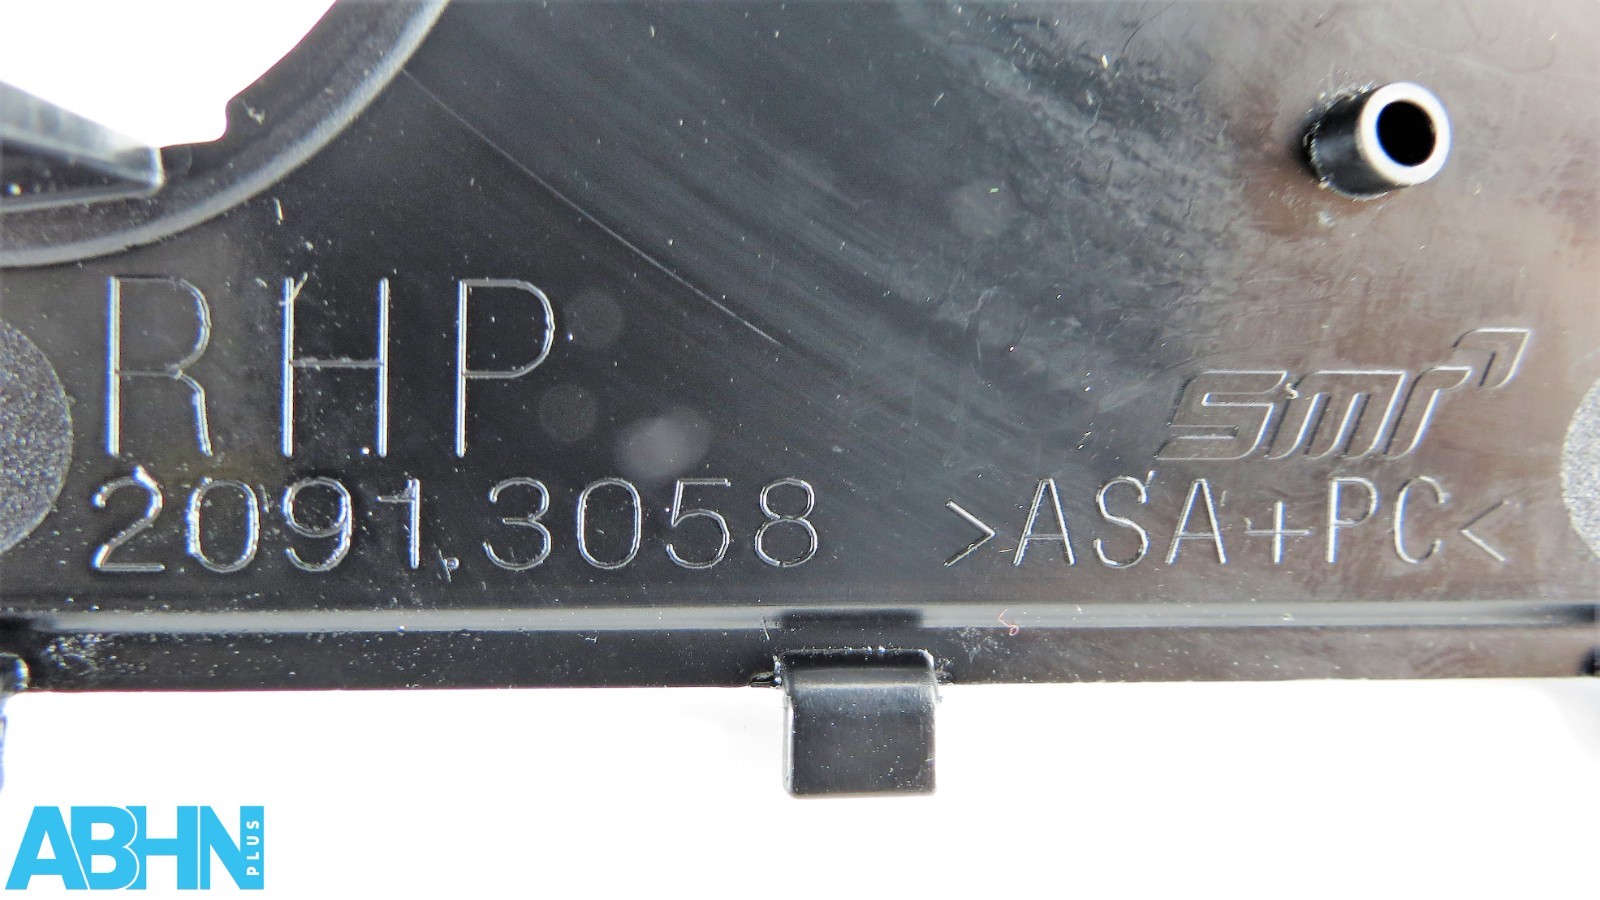 RHP
smr
2091.3058 >ASA+PC<
ABHN PLUS